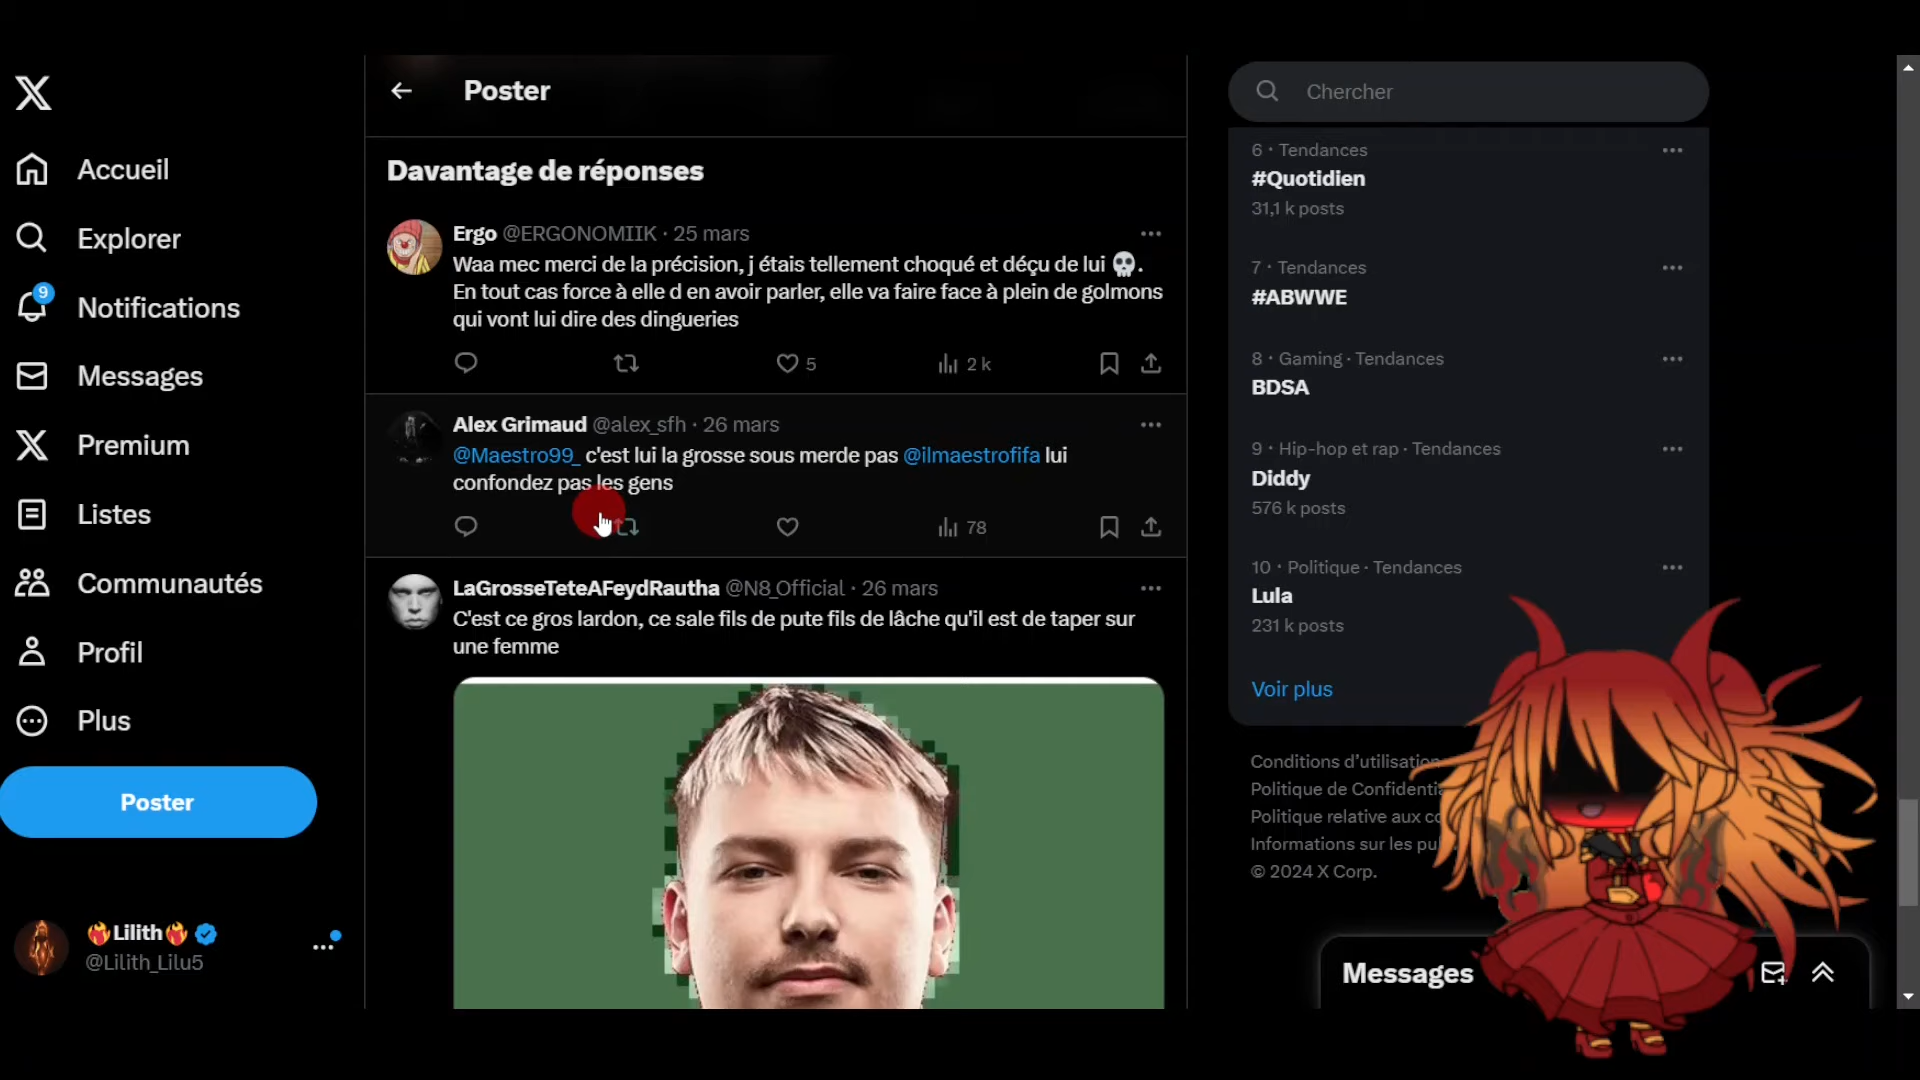 Poster
Chercher
Accueil
Explorer
9
Notifications
Messages
Premium
Listes
Communautés
Profil
Plus
Poster
Lilith
@Lilith_Lilu5
Davantage de réponses
Ergo @ERGONOMIIK · 25 mars
Waa mec merci de la précision, j étais tellement choqué et déçu de lui 💀.
En tout cas force à elle d en avoir parler, elle va faire face à plein de golmons
qui vont lui dire des dingueries
5
2 k
Alex Grimaud @alex_sfh · 26 mars
@Maestro99_ c'est lui la grosse sous merde pas @ilmaestrofifa lui
confondez pas les gens
78
LaGrosseTeteAFeydRautha @N8_Official · 26 mars
C'est ce gros lardon, ce sale fils de pute fils de lâche qu'il est de taper sur
une femme
6 · Tendances
#Quotidien
31,1 k posts
7 · Tendances
#ABWWE
8 · Gaming · Tendances
BDSA
9 · Hip-hop et rap · Tendances
Diddy
576 k posts
10 · Politique · Tendances
Lula
231 k posts
Voir plus
Conditions d'utilisation
Politique de Confidentia
Politique relative aux co
Informations sur les pu
© 2024 X Corp.
Messages